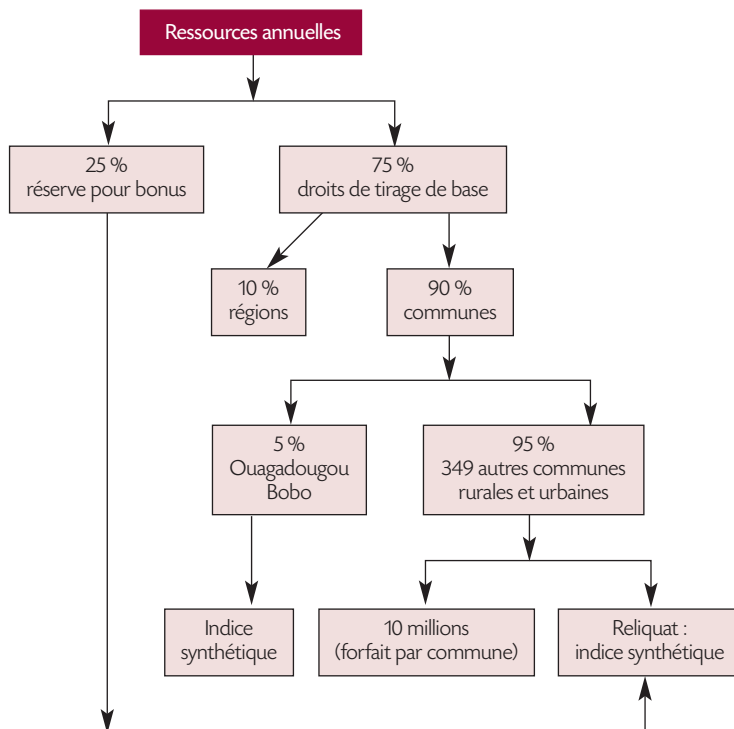 Ressources annuelles
25 %
réserve pour bonus
75 %
droits de tirage de base
10 %
régions
90 %
communes
5 %
Ouagadougou
Bobo
95 %
349 autres communes
rurales et urbaines
Indice
synthétique
10 millions
(forfait par commune)
Reliquat :
indice synthétique